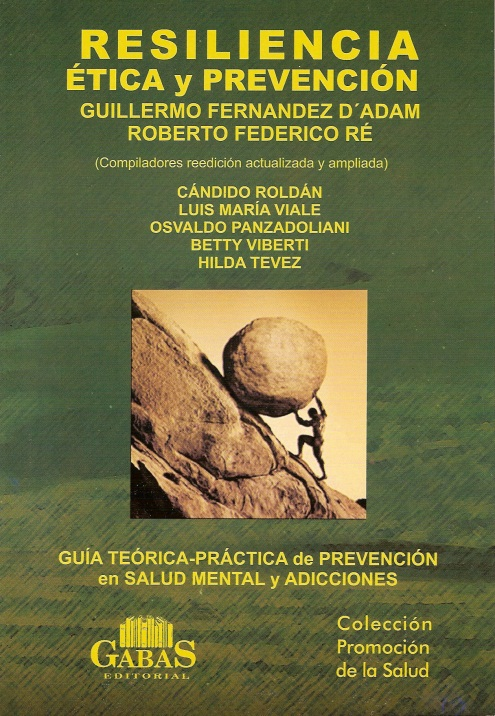 RESILIENCIA
ÉTICA y PREVENCIÓN
GUILLERMO FERNANDEZ D´ADAM
ROBERTO FEDERICO RÉ
(Compiladores reedición actualizada y ampliada)
CÁNDIDO ROLDÁN
LUIS MARÍA VIALE
OSVALDO PANZADOLIANI
BETTY VIBERTI
HILDA TEVEZ
GUÍA TEÓRICA-PRÁCTICA de PREVENCIÓN
en SALUD MENTAL y ADICCIONES
GABAS
EDITORIAL
Colección
Promoción
de la Salud